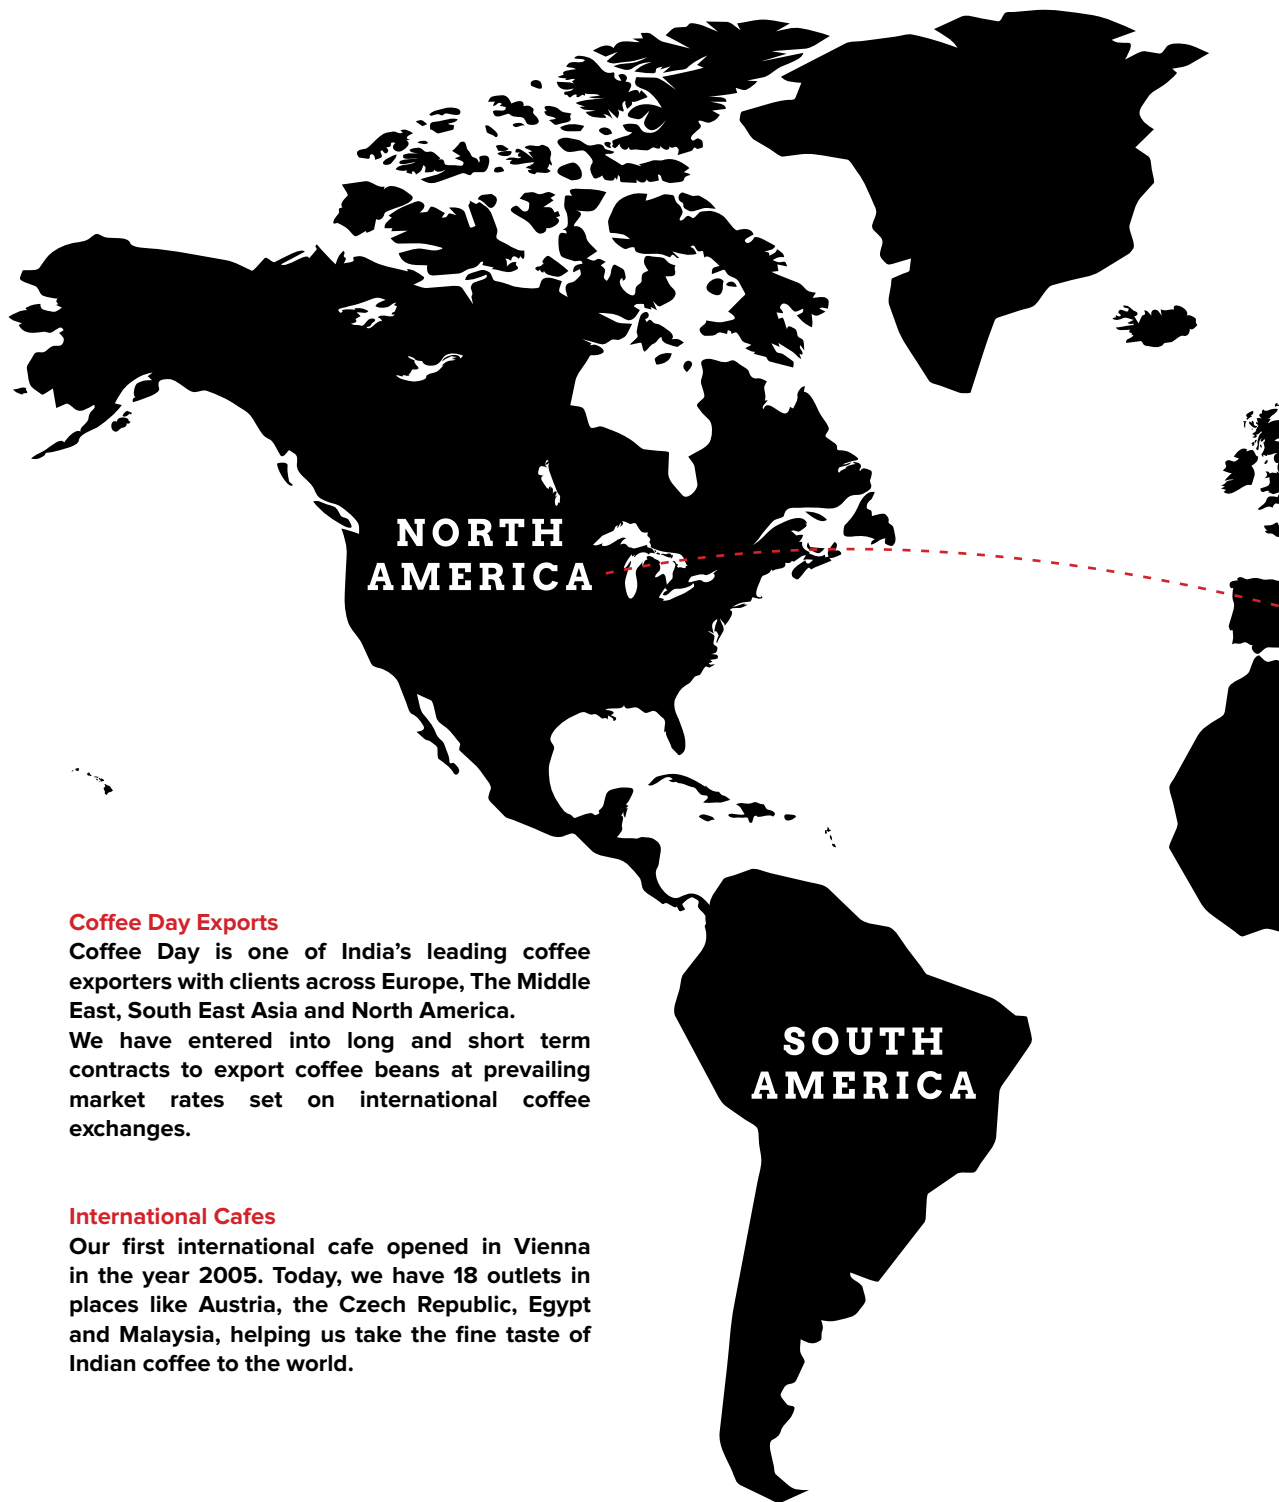 NORTH
AMERICA
Coffee Day Exports
Coffee Day is one of India’s leading coffee
exporters with clients across Europe, The Middle
East, South East Asia and North America.
We have entered into long and short term
contracts to export coffee beans at prevailing
market rates set on international coffee
exchanges.
SOUTH
AMERICA
International Cafes
Our first international cafe opened in Vienna
in the year 2005. Today, we have 18 outlets in
places like Austria, the Czech Republic, Egypt
and Malaysia, helping us take the fine taste of
Indian coffee to the world.